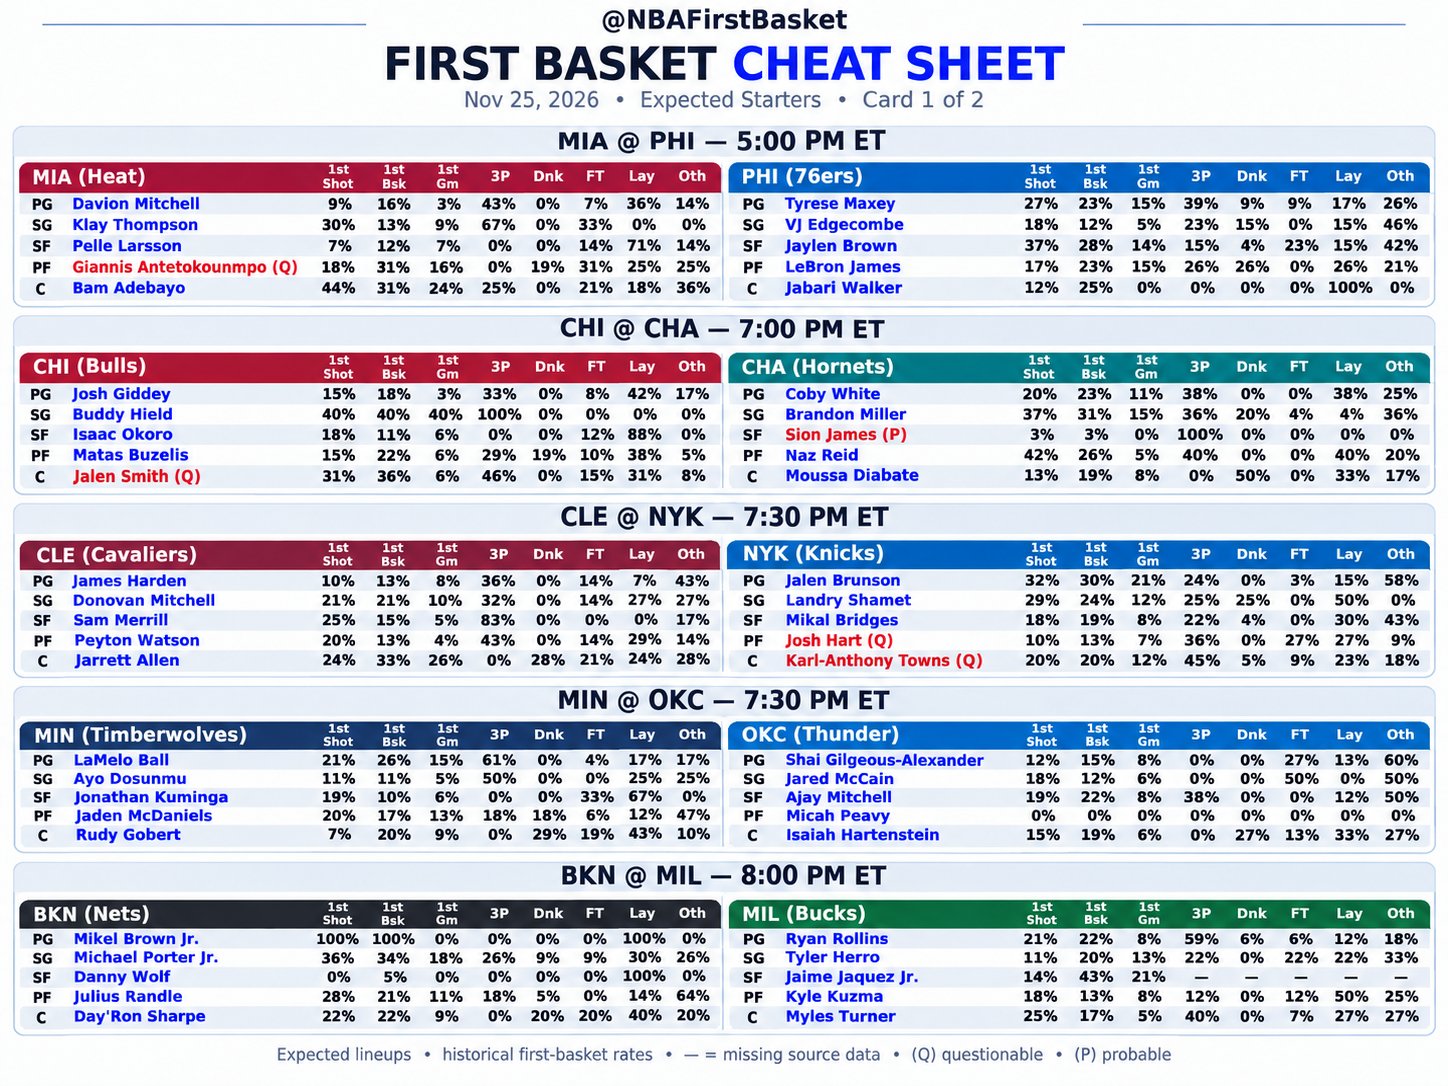 @NBAFirstBasket
FIRST BASKET CHEAT SHEET
Nov 25, 2026 • Expected Starters • Card 1 of 2
MIA @ PHI — 5:00 PM ET
MIA (Heat) 1st Shot 1st Bsk 1st Gm 3P Dnk FT Lay Oth
PG Davion Mitchell 9% 16% 3% 43% 0% 7% 36% 14%
SG Klay Thompson 30% 13% 9% 67% 0% 33% 0% 0%
SF Pelle Larsson 7% 12% 7% 0% 0% 14% 71% 14%
PF Giannis Antetokounmpo (Q) 18% 31% 16% 0% 19% 31% 25% 25%
C Bam Adebayo 44% 31% 24% 25% 0% 21% 18% 36%
PHI (76ers) 1st Shot 1st Bsk 1st Gm 3P Dnk FT Lay Oth
PG Tyrese Maxey 27% 23% 15% 39% 9% 9% 17% 26%
SG VJ Edgecombe 18% 12% 5% 23% 15% 0% 15% 46%
SF Jaylen Brown 37% 28% 14% 15% 4% 23% 15% 42%
PF LeBron James 17% 23% 15% 26% 26% 0% 26% 21%
C Jabari Walker 12% 25% 0% 0% 0% 0% 100% 0%
CHI @ CHA — 7:00 PM ET
CHI (Bulls) 1st Shot 1st Bsk 1st Gm 3P Dnk FT Lay Oth
PG Josh Giddey 15% 18% 3% 33% 0% 8% 42% 17%
SG Buddy Hield 40% 40% 40% 100% 0% 0% 0% 0%
SF Isaac Okoro 18% 11% 6% 0% 0% 12% 88% 0%
PF Matas Buzelis 15% 22% 6% 29% 19% 10% 38% 5%
C Jalen Smith (Q) 31% 36% 6% 46% 0% 15% 31% 8%
CHA (Hornets) 1st Shot 1st Bsk 1st Gm 3P Dnk FT Lay Oth
PG Coby White 20% 23% 11% 38% 0% 0% 38% 25%
SG Brandon Miller 37% 31% 15% 36% 20% 4% 4% 36%
SF Sion James (P) 3% 3% 0% 100% 0% 0% 0% 0%
PF Naz Reid 42% 26% 5% 40% 0% 0% 40% 20%
C Moussa Diabate 13% 19% 8% 0% 50% 0% 33% 17%
CLE @ NYK — 7:30 PM ET
CLE (Cavaliers) 1st Shot 1st Bsk 1st Gm 3P Dnk FT Lay Oth
PG James Harden 10% 13% 8% 36% 0% 14% 7% 43%
SG Donovan Mitchell 21% 21% 10% 32% 0% 14% 27% 27%
SF Sam Merrill 25% 15% 5% 83% 0% 0% 0% 17%
PF Peyton Watson 20% 13% 4% 43% 0% 14% 29% 14%
C Jarrett Allen 24% 33% 26% 0% 28% 21% 24% 28%
NYK (Knicks) 1st Shot 1st Bsk 1st Gm 3P Dnk FT Lay Oth
PG Jalen Brunson 32% 30% 21% 24% 0% 3% 15% 58%
SG Landry Shamet 29% 24% 12% 25% 25% 0% 50% 0%
SF Mikal Bridges 18% 19% 8% 22% 4% 0% 30% 43%
PF Josh Hart (Q) 10% 13% 7% 36% 0% 27% 27% 9%
C Karl-Anthony Towns (Q) 20% 20% 12% 45% 5% 9% 23% 18%
MIN @ OKC — 7:30 PM ET
MIN (Timberwolves) 1st Shot 1st Bsk 1st Gm 3P Dnk FT Lay Oth
PG LaMelo Ball 21% 26% 15% 61% 0% 4% 17% 17%
SG Ayo Dosunmu 11% 11% 5% 50% 0% 0% 25% 25%
SF Jonathan Kuminga 19% 10% 6% 0% 0% 33% 67% 0%
PF Jaden McDaniels 20% 17% 13% 18% 18% 6% 12% 47%
C Rudy Gobert 7% 20% 9% 0% 29% 19% 43% 10%
OKC (Thunder) 1st Shot 1st Bsk 1st Gm 3P Dnk FT Lay Oth
PG Shai Gilgeous-Alexander 12% 15% 8% 0% 0% 27% 13% 60%
SG Jared McCain 18% 12% 6% 0% 0% 50% 0% 50%
SF Ajay Mitchell 19% 22% 8% 38% 0% 0% 12% 50%
PF Micah Peavy 0% 0% 0% 0% 0% 0% 0% 0%
C Isaiah Hartenstein 15% 19% 6% 0% 27% 13% 33% 27%
BKN @ MIL — 8:00 PM ET
BKN (Nets) 1st Shot 1st Bsk 1st Gm 3P Dnk FT Lay Oth
PG Mikel Brown Jr. 100% 100% 0% 0% 0% 0% 100% 0%
SG Michael Porter Jr. 36% 34% 18% 26% 9% 9% 30% 26%
SF Danny Wolf 0% 5% 0% 0% 0% 0% 100% 0%
PF Julius Randle 28% 21% 11% 18% 5% 0% 14% 64%
C Day'Ron Sharpe 22% 22% 9% 0% 20% 20% 40% 20%
MIL (Bucks) 1st Shot 1st Bsk 1st Gm 3P Dnk FT Lay Oth
PG Ryan Rollins 21% 22% 8% 59% 6% 6% 12% 18%
SG Tyler Herro 11% 20% 13% 22% 0% 22% 22% 33%
SF Jaime Jaquez Jr. 14% 43% 21% — — — — —
PF Kyle Kuzma 18% 13% 8% 12% 0% 12% 50% 25%
C Myles Turner 25% 17% 5% 40% 0% 7% 27% 27%
Expected lineups • historical first-basket rates • — = missing source data • (Q) questionable • (P) probable